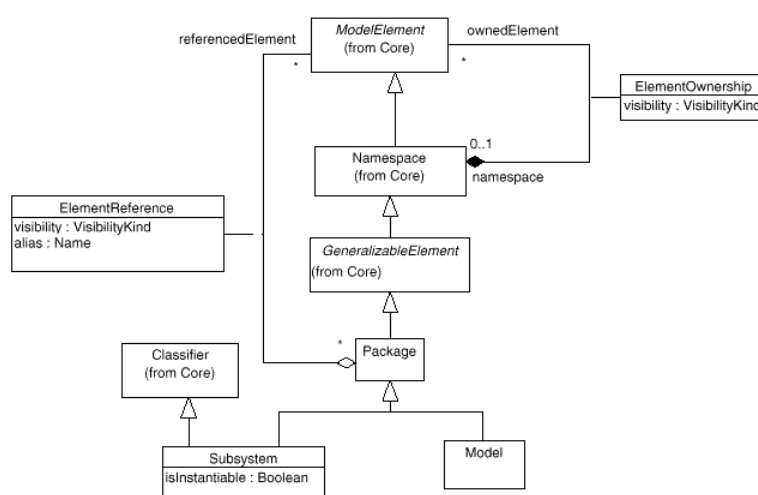 ModelElement
(from Core)
referencedElement
*
ownedElement
*
ElementOwnership
visibility : VisibilityKind
0..1
namespace
Namespace
(from Core)
ElementReference
visibility : VisibilityKind
alias : Name
GeneralizableElement
(from Core)
*
Package
Classifier
(from Core)
Subsystem
isInstantiable : Boolean
Model